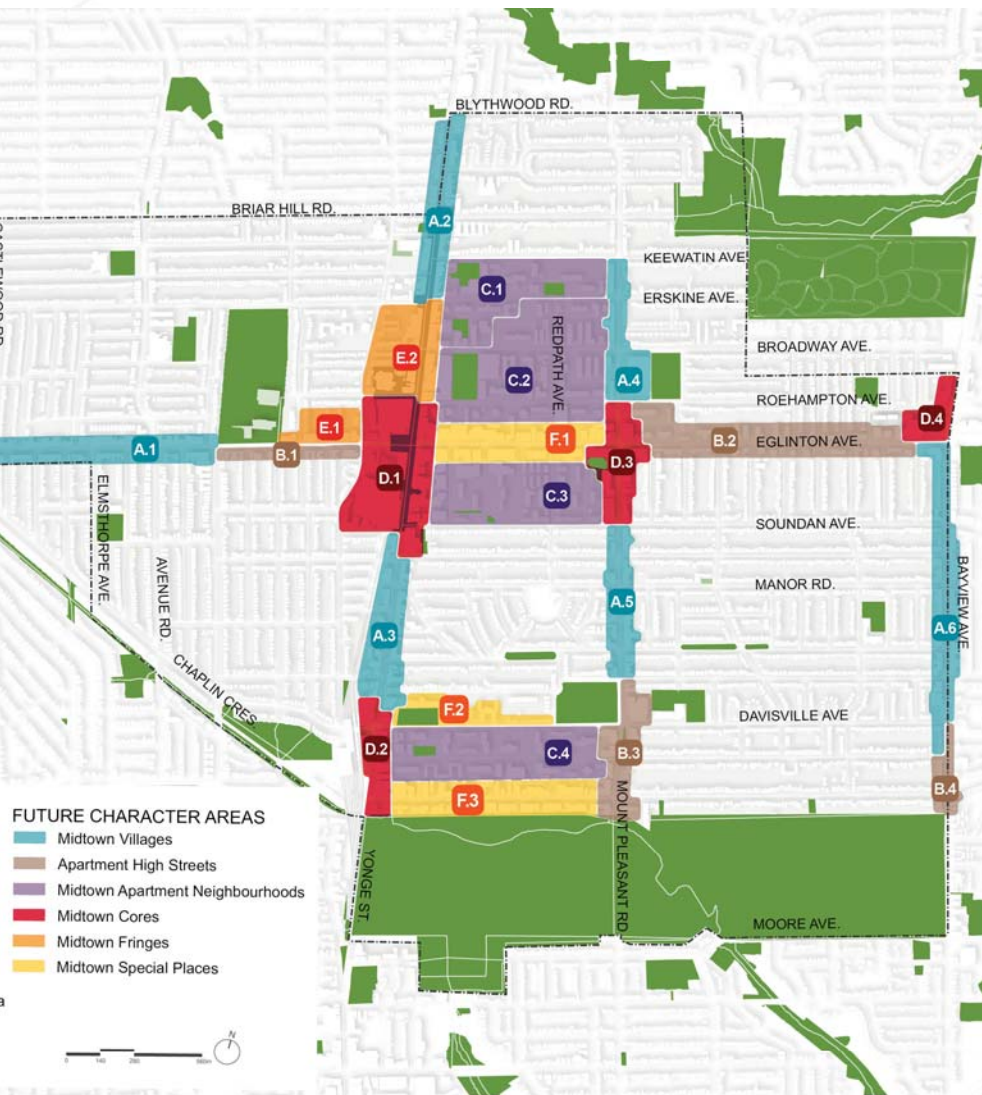 BLYTHWOOD RD.
BRIAR HILL RD.
A.2
KEEWATIN AVE
C.1
ERSKINE AVE.
REDPATH AVE.
BROADWAY AVE.
E.2
C.2
A.4
ROEHAMPTON AVE.
D.4
E.1
F.1
B.2
EGLINTON AVE.
A.1
B.1
D.1
D.3
C.3
ELMSTHORPE AVE.
SOUNDAN AVE.
AVENUE RD.
MANOR RD.
BAYVIEW AVE.
A.3
A.5
A.6
CHAPLIN CRES.
F.2
DAVISVILLE AVE
D.2
C.4
B.3
B.4
F.3
MOUNT PLEASANT RD
YONGE ST.
MOORE AVE.
FUTURE CHARACTER AREAS
Midtown Villages
Apartment High Streets
Midtown Apartment Neighbourhoods
Midtown Cores
Midtown Fringes
Midtown Special Places
a
N
0 140 280 560m